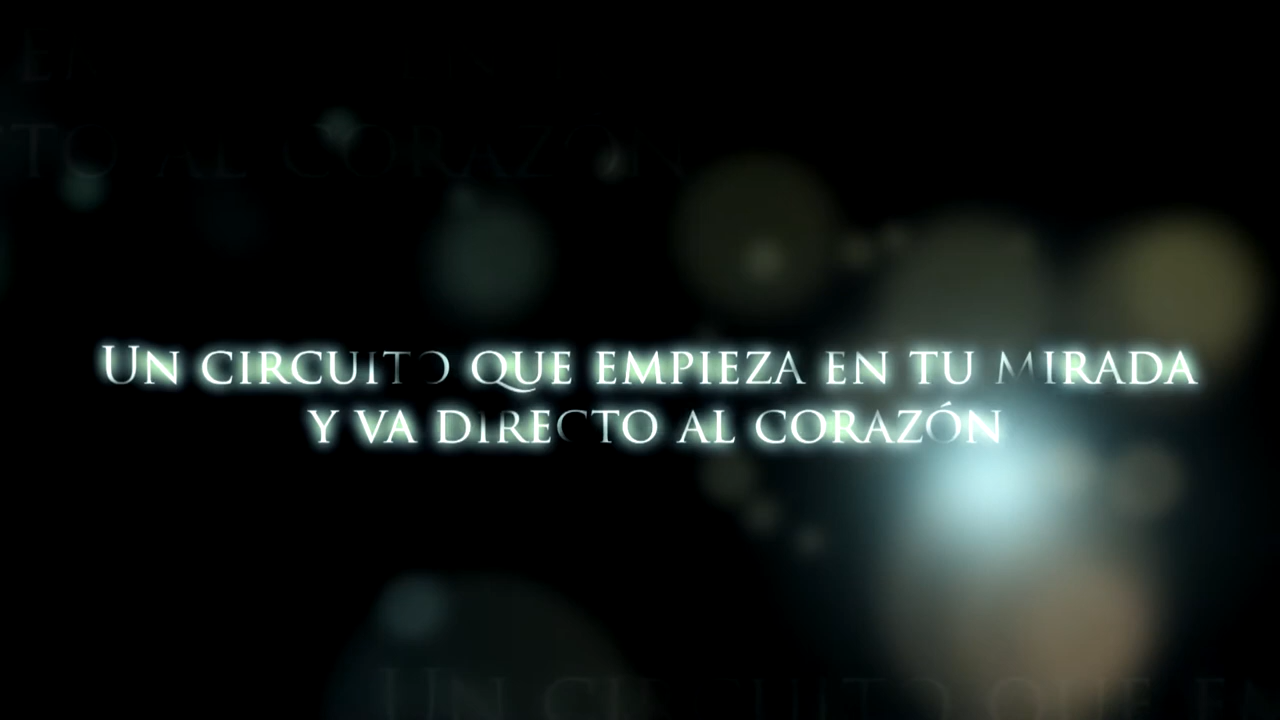 Un circuito que empieza en tu mirada
y va directo al corazón